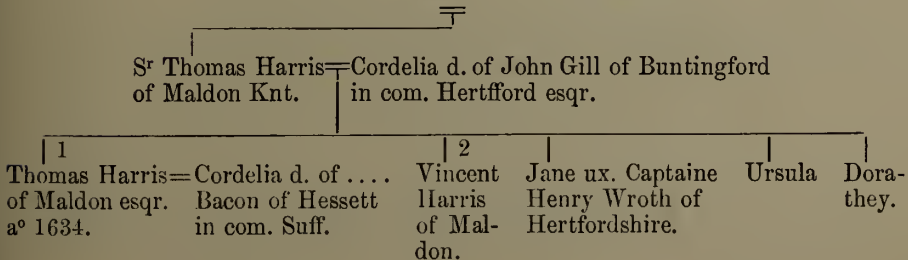 Sr Thomas Harris=Cordelia d. of John Gill of Buntingford
of Maldon Knt. in com. Hertfford esqr.
1
Thomas Harris=Cordelia d. of ....
of Maldon esqr. Bacon of Hessett
aº 1634. in com. Suff.
2
Vincent
Harris
of Mal-
don.
Jane ux. Captaine
Henry Wroth of
Hertfordshire.
Ursula
Dora-
they.